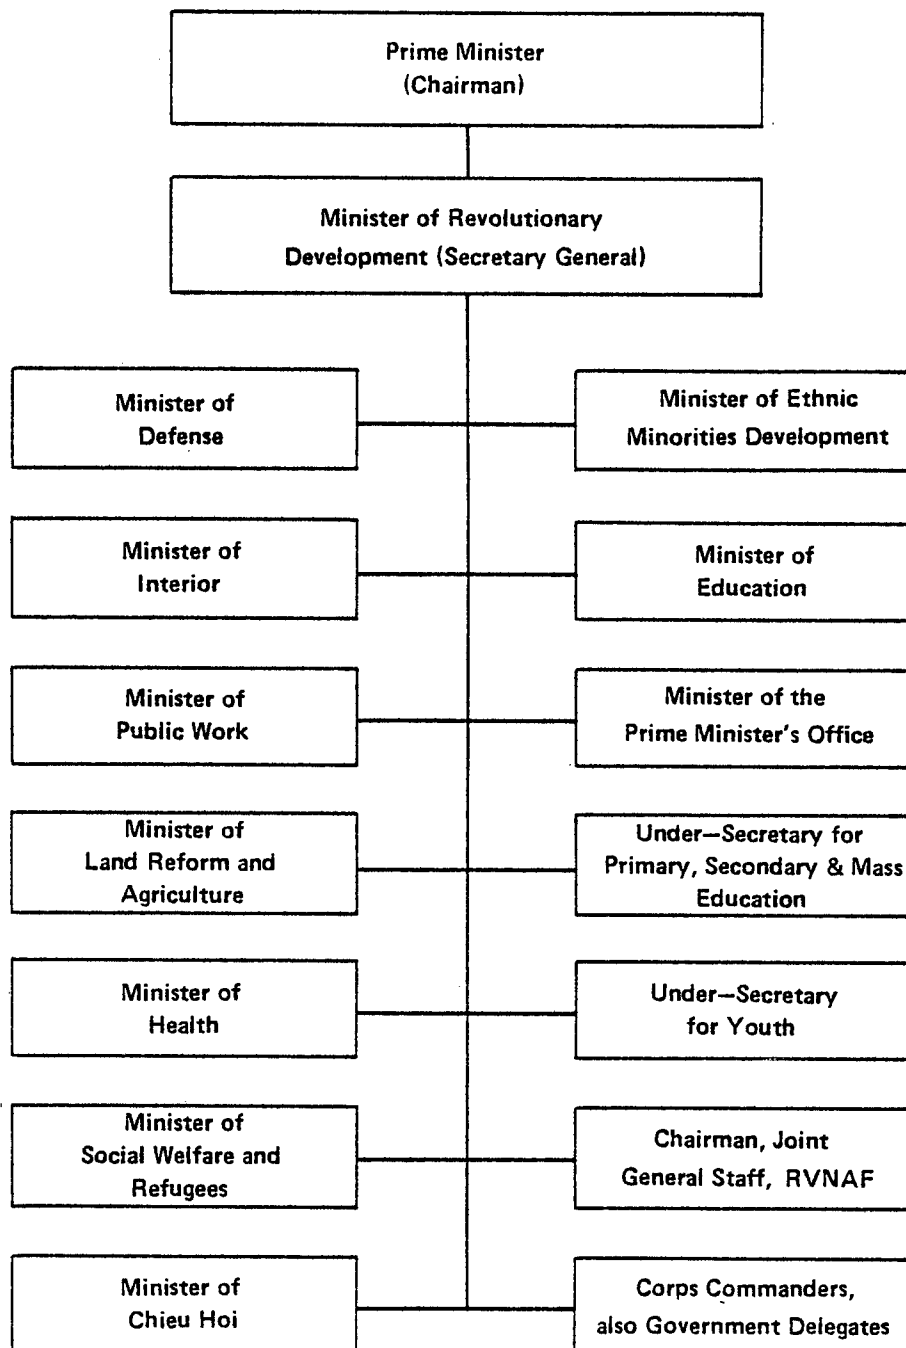 Prime Minister
(Chairman)
Minister of Revolutionary
Development (Secretary General)
Minister of
Defense
Minister of Ethnic
Minorities Development
Minister of
Interior
Minister of
Education
Minister of
Public Work
Minister of the
Prime Minister's Office
Minister of
Land Reform and
Agriculture
Under—Secretary for
Primary, Secondary & Mass
Education
Minister of
Health
Under—Secretary
for Youth
Minister of
Social Welfare and
Refugees
Chairman, Joint
General Staff, RVNAF
Minister of
Chieu Hoi
Corps Commanders,
also Government Delegates